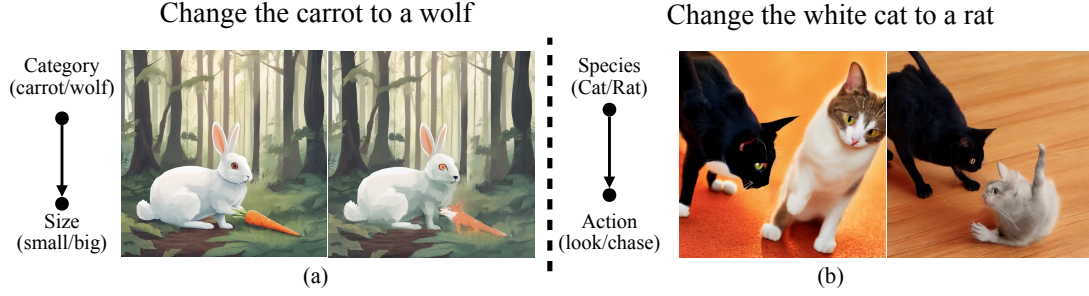 Change the carrot to a wolf
Category
(carrot/wolf)
Size
(small/big)
(a)
Change the white cat to a rat
Species
(Cat/Rat)
Action
(look/chase)
(b)